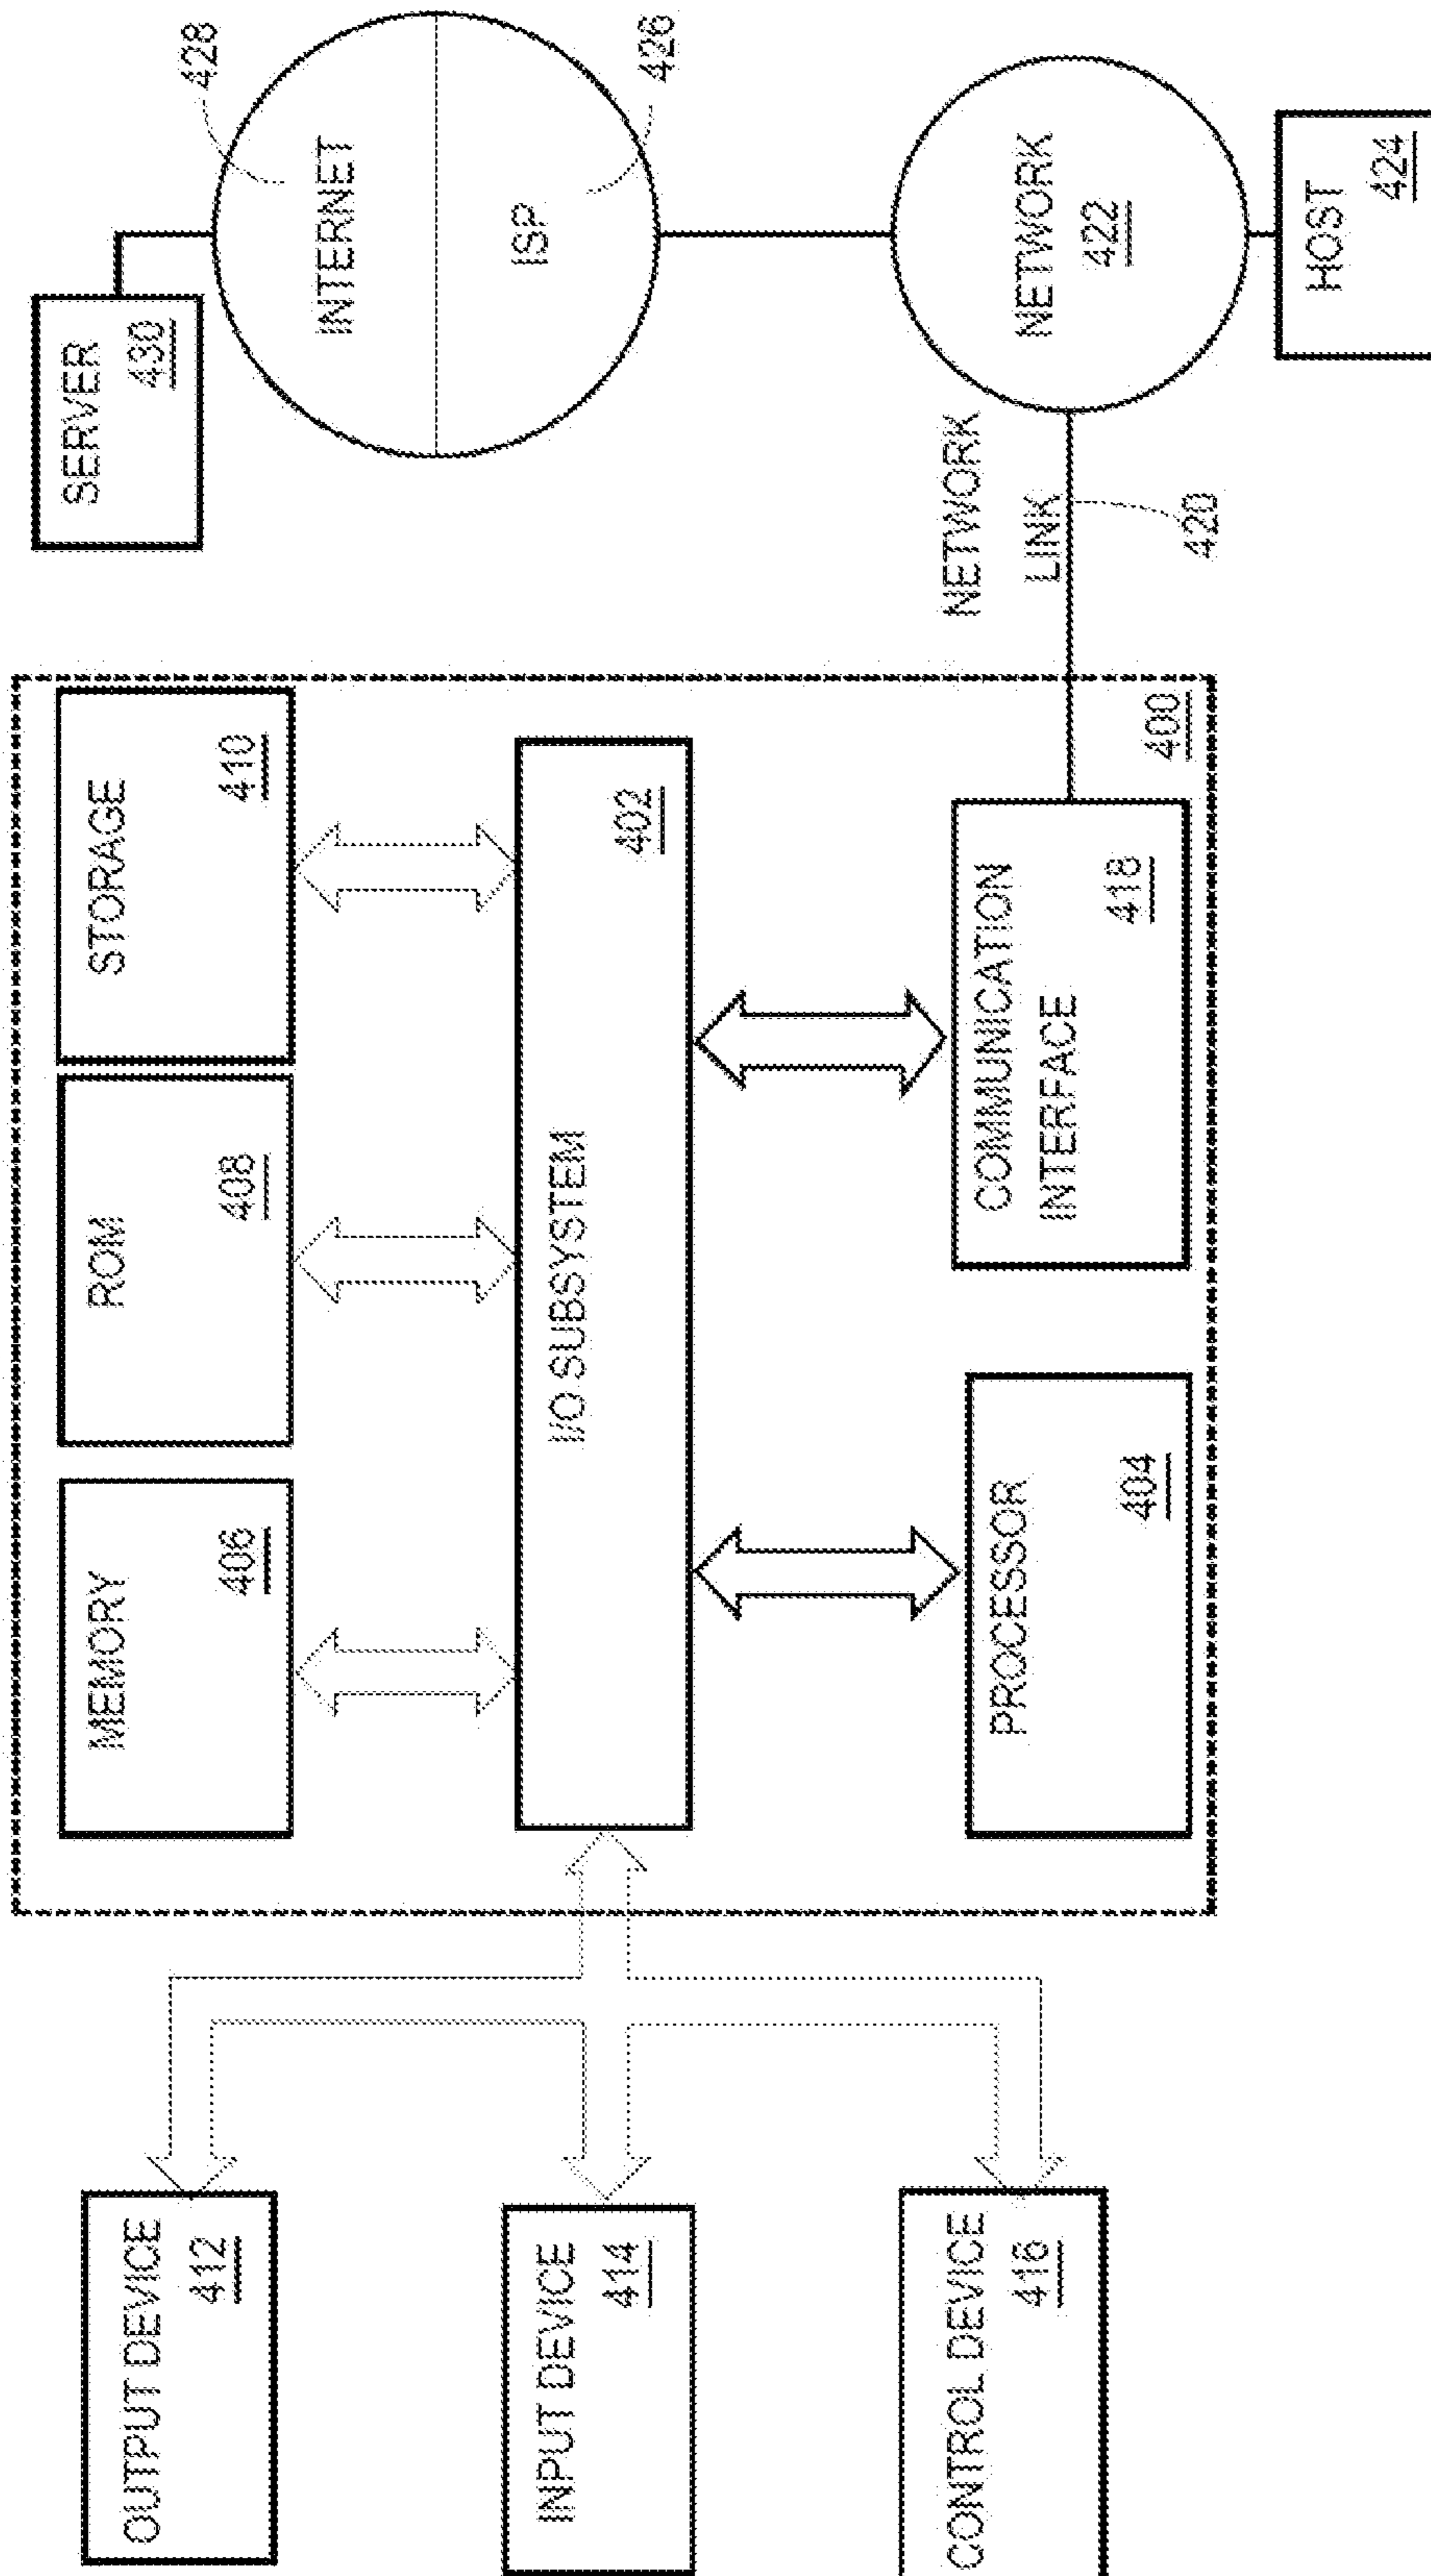 OUTPUT DEVICE
412
INPUT DEVICE
414
CONTROL DEVICE
416
MEMORY
406
ROM
408
STORAGE
410
I/O SUBSYSTEM
402
PROCESSOR
404
COMMUNICATION
INTERFACE
418
400
SERVER
430
INTERNET
428
ISP
426
NETWORK
LINK
420
NETWORK
422
HOST
424